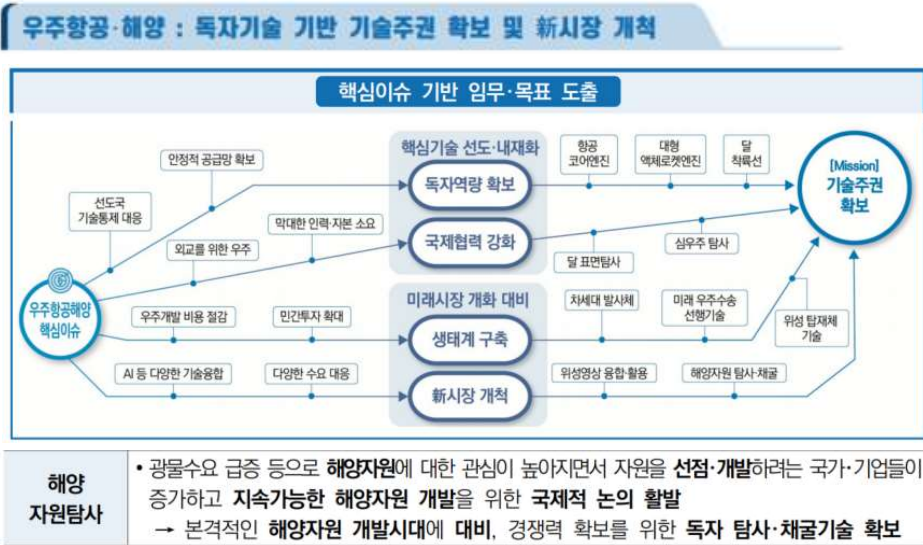 우주항공·해양 : 독자기술 기반 기술주권 확보 및 新시장 개척
핵심이슈 기반 임무·목표 도출
우주항공해양
핵심이슈
선도국
기술통제 대응
안정적 공급망 확보
핵심기술 선도·내재화
독자역량 확보
항공
코어엔진
대형
액체로켓엔진
달
착륙선
외교를 위한 우주
막대한 인력·자본 소요
국제협력 강화
달 표면탐사
심우주 탐사
[Mission]
기술주권
확보
미래시장 개화 대비
우주개발 비용 절감
민간투자 확대
생태계 구축
차세대 발사체
미래 우주수송
선행기술
위성 탑재체
기술
AI 등 다양한 기술융합
다양한 수요 대응
新시장 개척
위성영상 융합·활용
해양자원 탐사·채굴
해양
자원탐사
• 광물수요 급증 등으로 해양자원에 대한 관심이 높아지면서 자원을 선점·개발하려는 국가·기업들이
증가하고 지속가능한 해양자원 개발을 위한 국제적 논의 활발
→ 본격적인 해양자원 개발시대에 대비, 경쟁력 확보를 위한 독자 탐사·채굴기술 확보